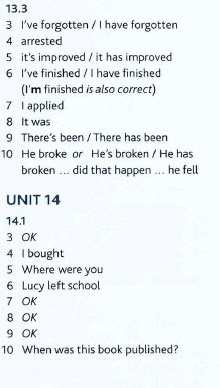 13.3
3 I've forgotten / I have forgotten
4 arrested
5 it's improved / it has improved
6 I've finished / I have finished
(I'm finished is also correct)
7 I applied
8 It was
9 There's been / There has been
10 He broke or He's broken / He has
broken ... did that happen ... he fell
UNIT 14
14.1
3 OK
4 I bought
5 Where were you
6 Lucy left school
7 OK
8 OK
9 OK
10 When was this book published?